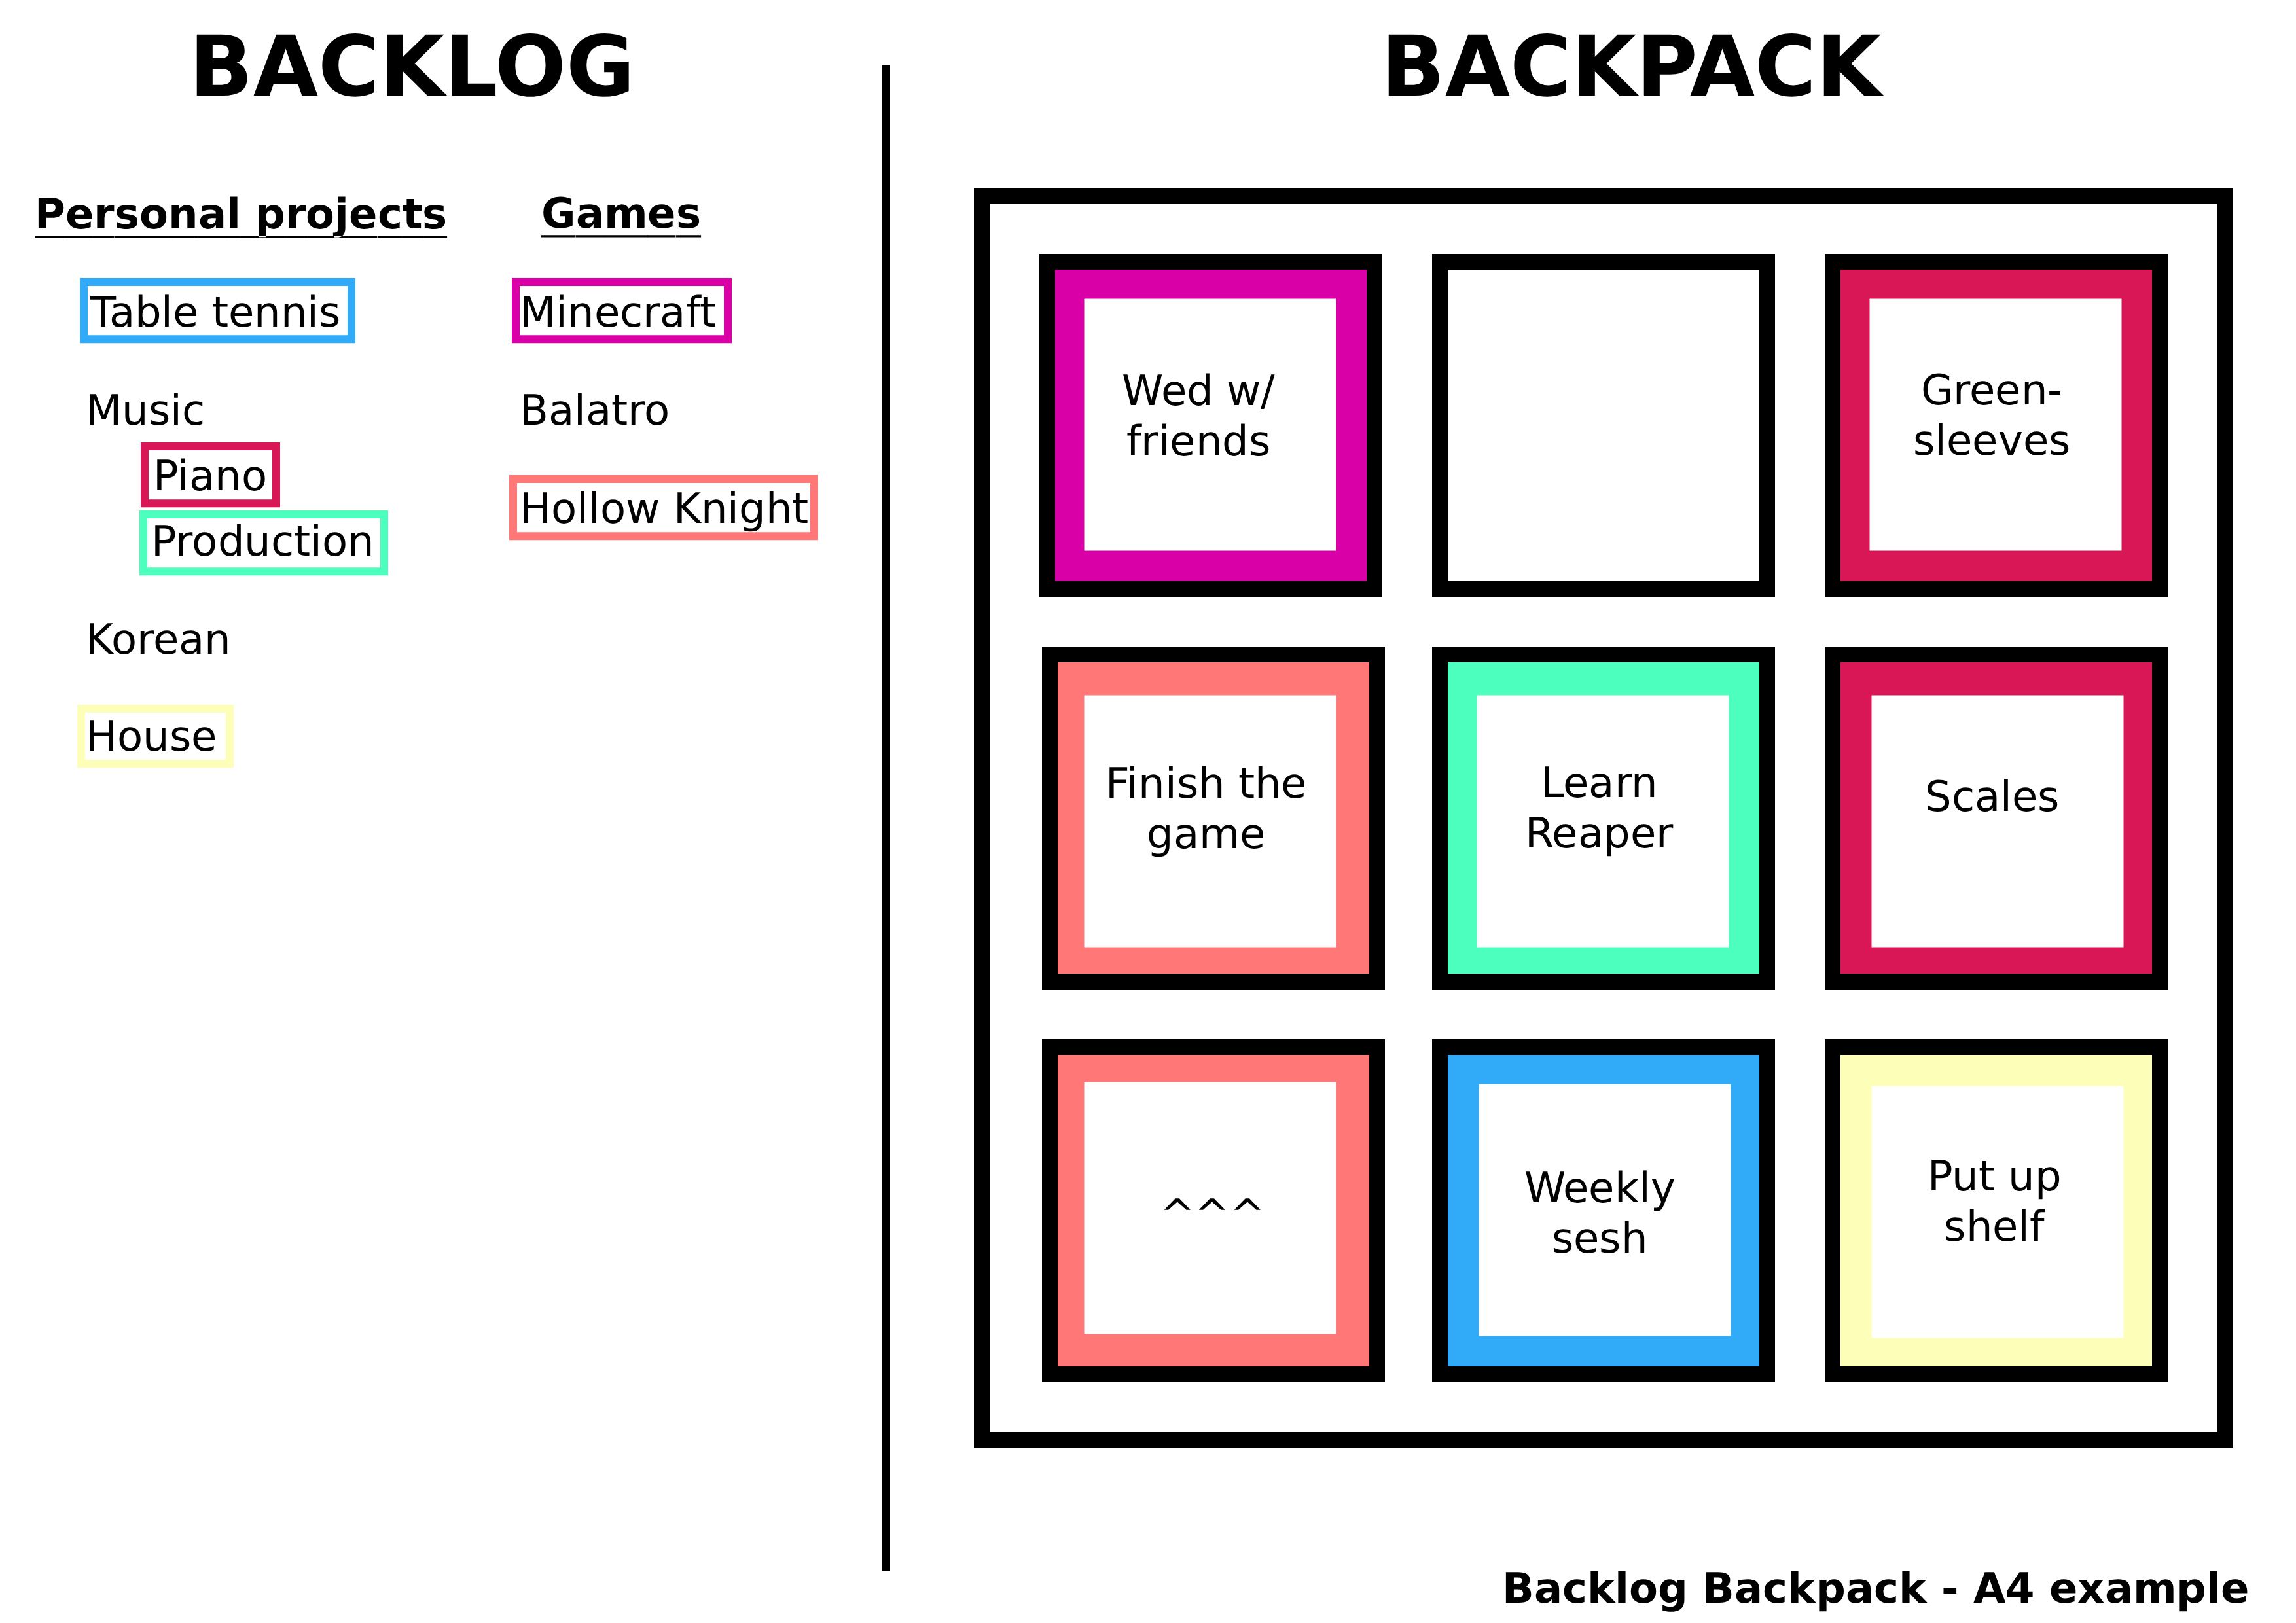 BACKLOG
Personal projects
Table tennis
Music
Piano
Production
Korean
House
Games
Minecraft
Balatro
Hollow Knight
BACKPACK
Wed w/
friends
Green-
sleeves
Finish the
game
Learn
Reaper
Scales
^^^
Weekly
sesh
Put up
shelf
Backlog Backpack - A4 example